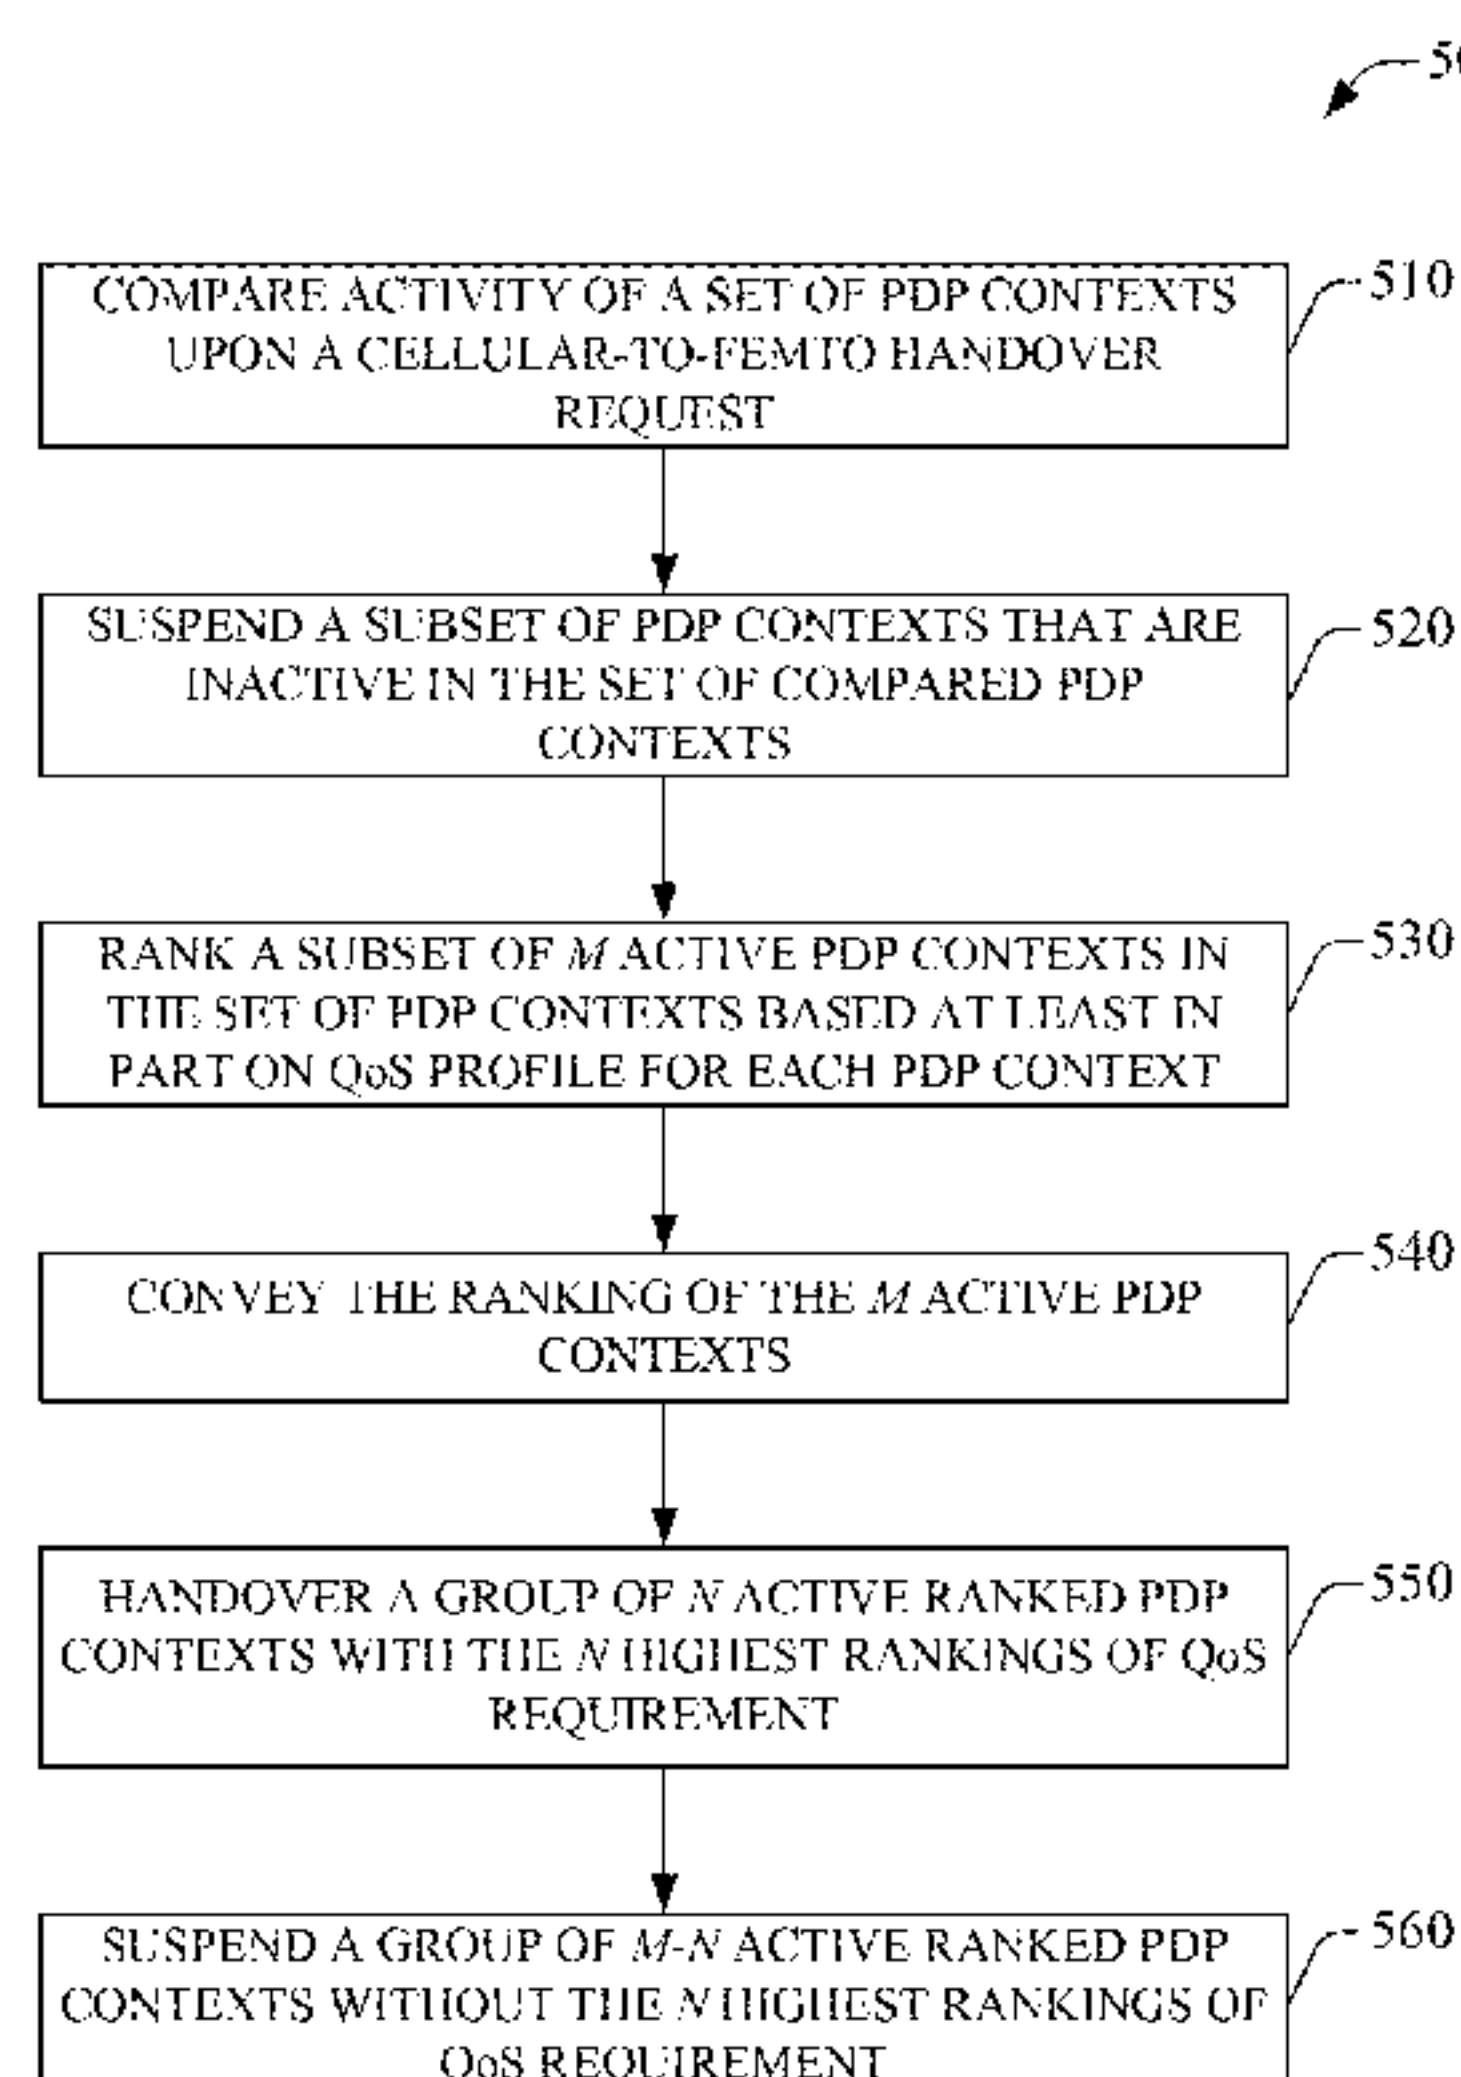 COMPARE ACTIVITY OF A SET OF PDP CONTEXTS
UPON A CELLULAR-TO-FEMTO HANDOVER
REQUEST
510
SUSPEND A SUBSET OF PDP CONTEXTS THAT ARE
INACTIVE IN THE SET OF COMPARED PDP
CONTEXTS
520
RANK A SUBSET OF M ACTIVE PDP CONTEXTS IN
THE SET OF PDP CONTEXTS BASED AT LEAST IN
PART ON QoS PROFILE FOR EACH PDP CONTEXT
530
CONVEY THE RANKING OF THE M ACTIVE PDP
CONTEXTS
540
HANDOVER A GROUP OF N ACTIVE RANKED PDP
CONTEXTS WITH THE N HIGHEST RANKINGS OF QoS
REQUIREMENT
550
SUSPEND A GROUP OF M-N ACTIVE RANKED PDP
CONTEXTS WITHOUT THE N HIGHEST RANKINGS OF
QoS REQUIREMENT
560